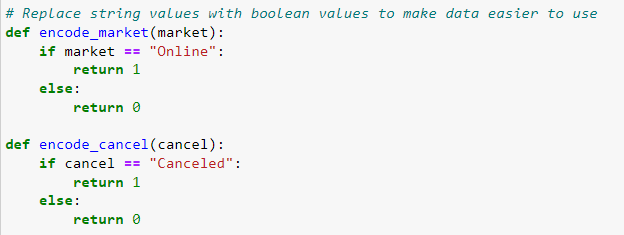 # Replace string values with boolean values to make data easier to use
def encode_market(market):
    if market == "Online":
        return 1
    else:
        return 0

def encode_cancel(cancel):
    if cancel == "Canceled":
        return 1
    else:
        return 0